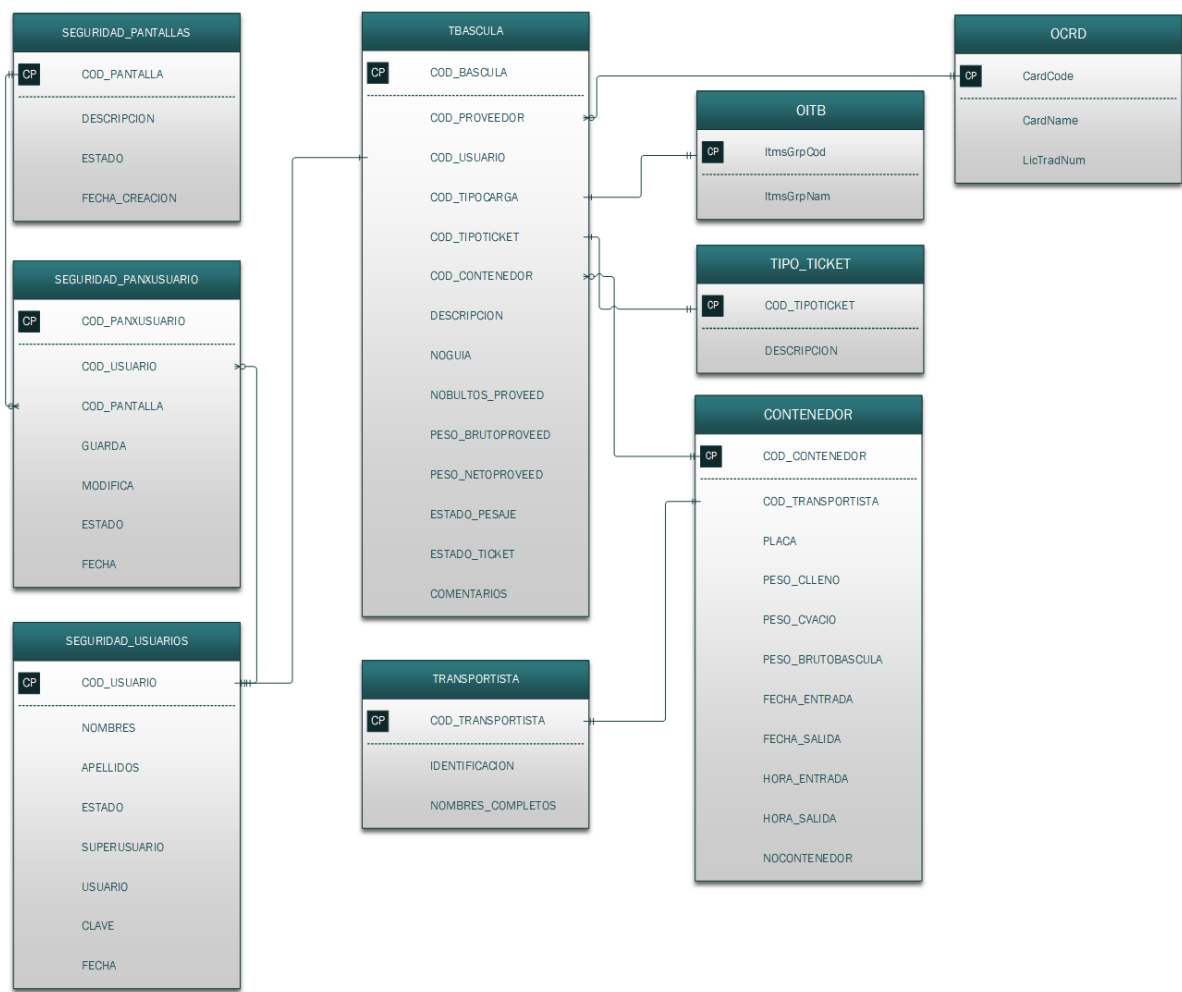 SEGURIDAD_PANTALLAS
CP COD_PANTALLA
DESCRIPCION
ESTADO
FECHA_CREACION
SEGURIDAD_PANXUSUARIO
CP COD_PANXUSUARIO
COD_USUARIO
COD_PANTALLA
GUARDA
MODIFICA
ESTADO
FECHA
SEGURIDAD_USUARIOS
CP COD_USUARIO
NOMBRES
APELLIDOS
ESTADO
SUPERUSUARIO
USUARIO
CLAVE
FECHA
TBASCULA
CP COD_BASCULA
COD_PROVEEDOR
COD_USUARIO
COD_TIPOCARGA
COD_TIPOTICKET
COD_CONTENEDOR
DESCRIPCION
NOGUIA
NOBULTOS_PROVEED
PESO_BRUTOPROVEED
PESO_NETOPROVEED
ESTADO_PESAJE
ESTADO_TICKET
COMENTARIOS
TRANSPORTISTA
CP COD_TRANSPORTISTA
IDENTIFICACION
NOMBRES_COMPLETOS
OITB
CP ItmsGrpCod
ItmsGrpNam
TIPO_TICKET
CP COD_TIPOTICKET
DESCRIPCION
CONTENEDOR
CP COD_CONTENEDOR
COD_TRANSPORTISTA
PLACA
PESO_CLLENO
PESO_CVACIO
PESO_BRUTOBASCULA
FECHA_ENTRADA
FECHA_SALIDA
HORA_ENTRADA
HORA_SALIDA
NOCONTENEDOR
OCRD
CP CardCode
CardName
LicTradNum